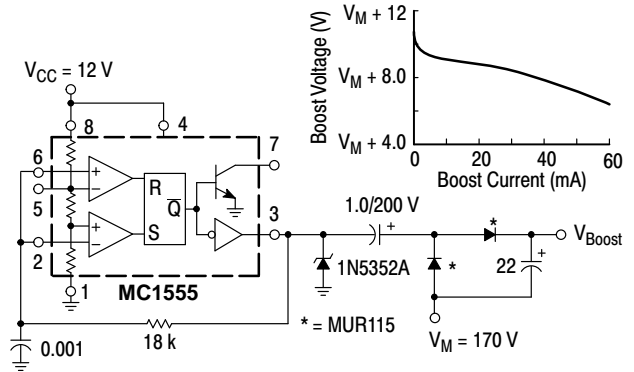 V_CC = 12 V
8
4
6
5
2
1
7
3
+
−
+
−
R
Q̅
S
MC1555
18 k
0.001
1N5352A
1.0/200 V
+
*
*
* = MUR115
22
+
V_Boost
V_M = 170 V
Boost Voltage (V)
V_M + 12
V_M + 8.0
V_M + 4.0
0
20
40
60
Boost Current (mA)